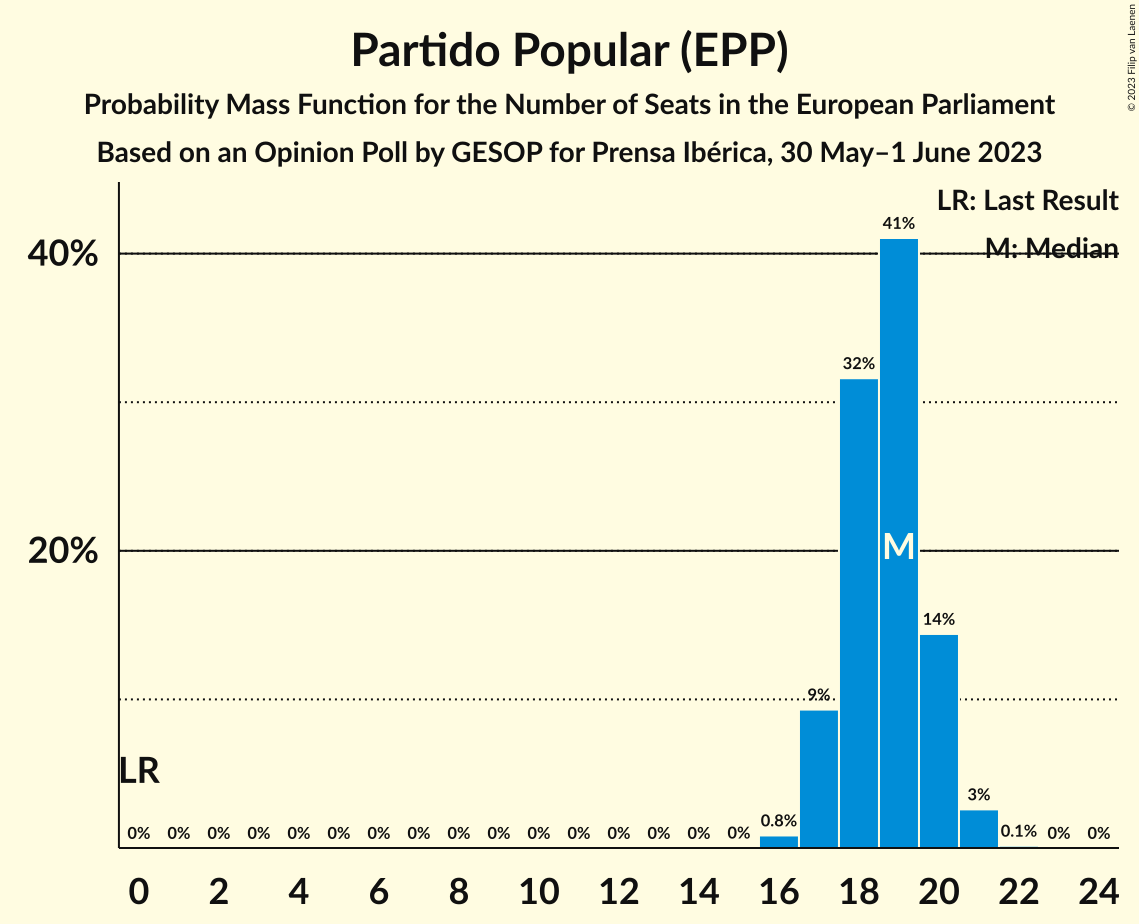 © 2023 Filip van Laenen
Partido Popular (EPP)
Probability Mass Function for the Number of Seats in the European Parliament
Based on an Opinion Poll by GESOP for Prensa Ibérica, 30 May–1 June 2023
LR: Last Result
M: Median
41%
40%
32%
20%
M
14%
9%
LR
3%
0% 0% 0% 0% 0% 0% 0% 0% 0% 0% 0% 0% 0% 0% 0% 0% 0.8% 0.1% 0% 0%
0 2 4 6 8 10 12 14 16 18 20 22 24